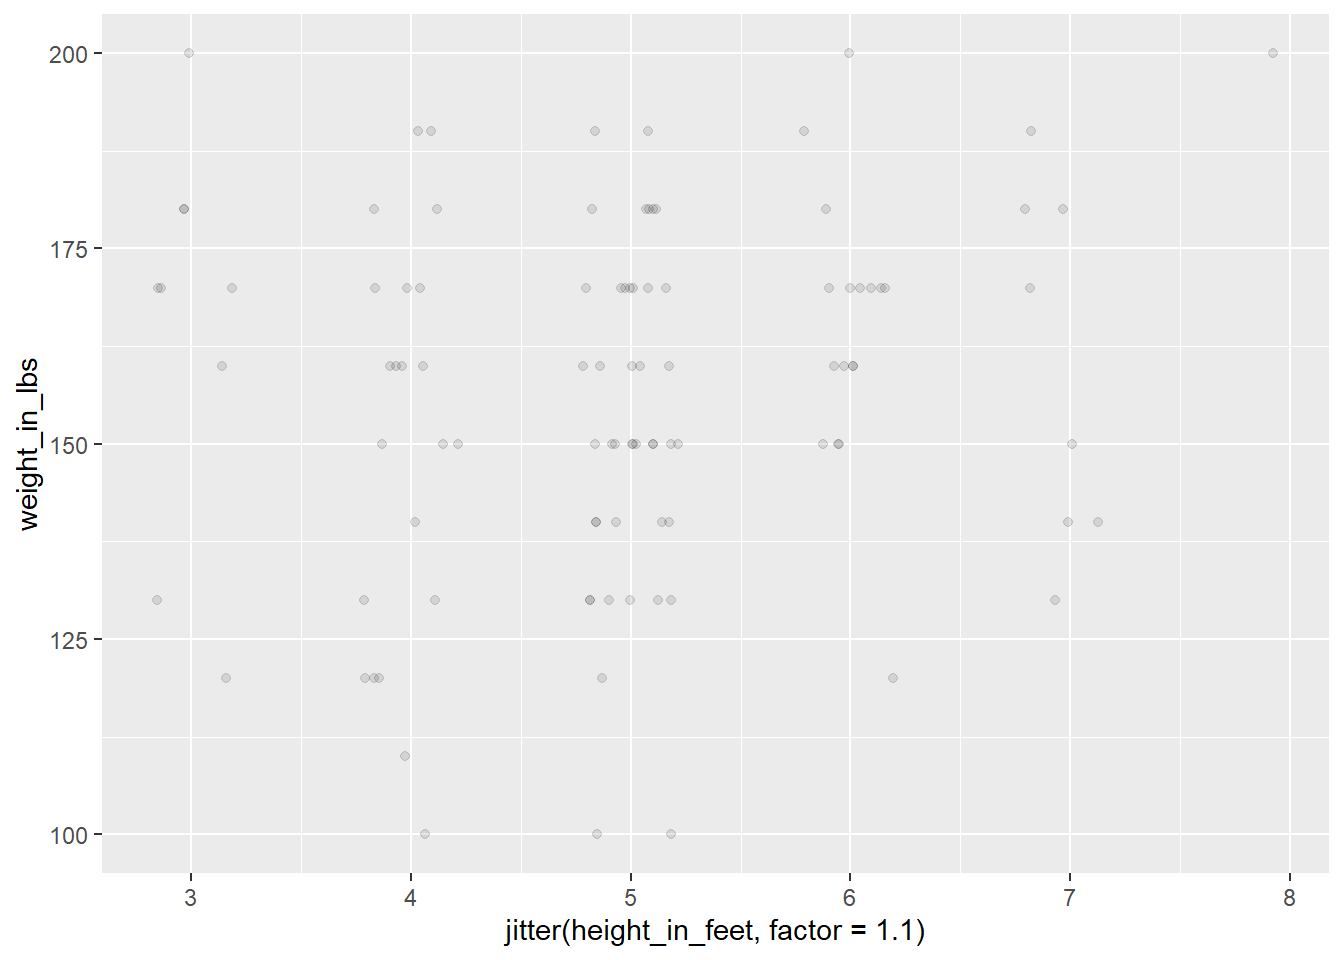 200
175
150
125
100
weight_in_lbs
3 4 5 6 7 8
jitter(height_in_feet, factor = 1.1)